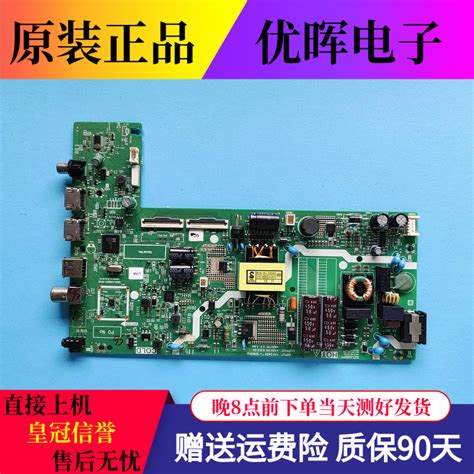 原装正品
优晖电子
HOT
COLD
直接上机
皇冠信誉
售后无忧
晚8点前下单当天测好发货
赠送运费险 质保90天